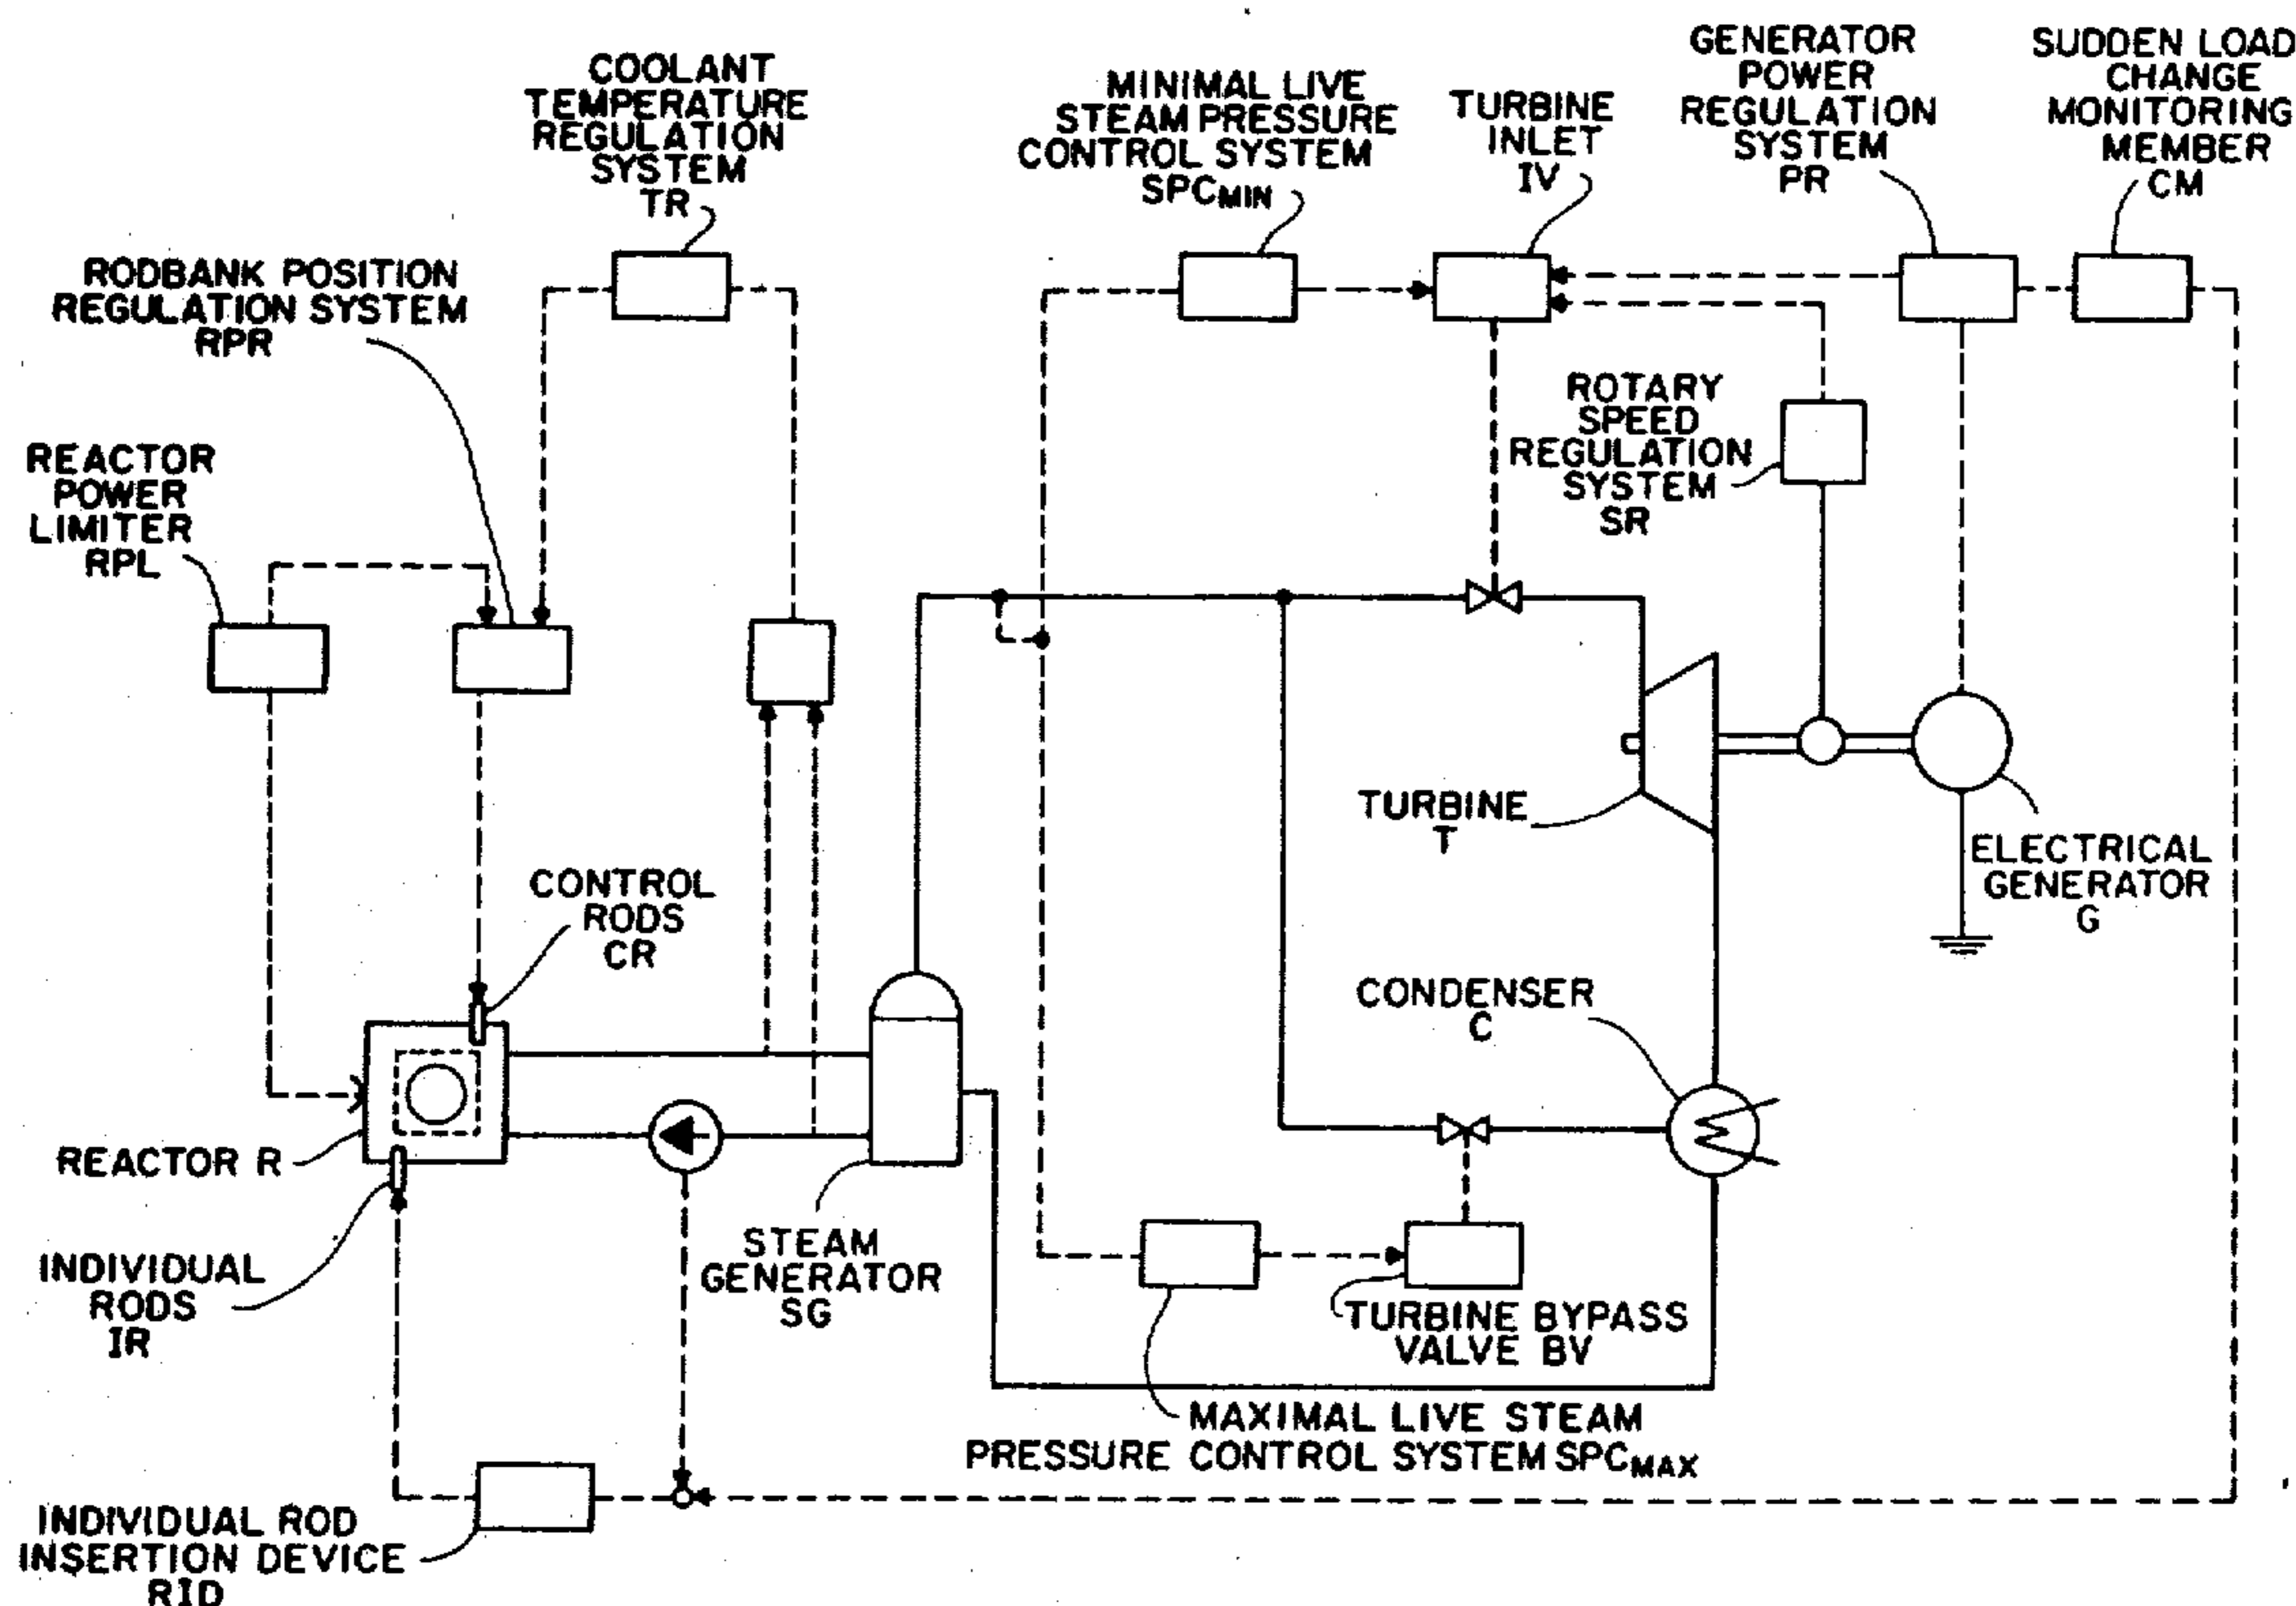 COOLANT
TEMPERATURE
REGULATION
SYSTEM
TR
MINIMAL LIVE
STEAM PRESSURE
CONTROL SYSTEM
SPCMIN
TURBINE
INLET
IV
GENERATOR
POWER
REGULATION
SYSTEM
PR
SUDDEN LOAD
CHANGE
MONITORING
MEMBER
CM
RODBANK POSITION
REGULATION SYSTEM
RPR
REACTOR
POWER
LIMITER
RPL
ROTARY
SPEED
REGULATION
SYSTEM
SR
TURBINE
T
ELECTRICAL
GENERATOR
G
CONTROL
RODS
CR
CONDENSER
C
REACTOR R
STEAM
GENERATOR
SG
INDIVIDUAL
RODS
IR
TURBINE BYPASS
VALVE BV
MAXIMAL LIVE STEAM
PRESSURE CONTROL SYSTEM SPCMAX
INDIVIDUAL ROD
INSERTION DEVICE
RID